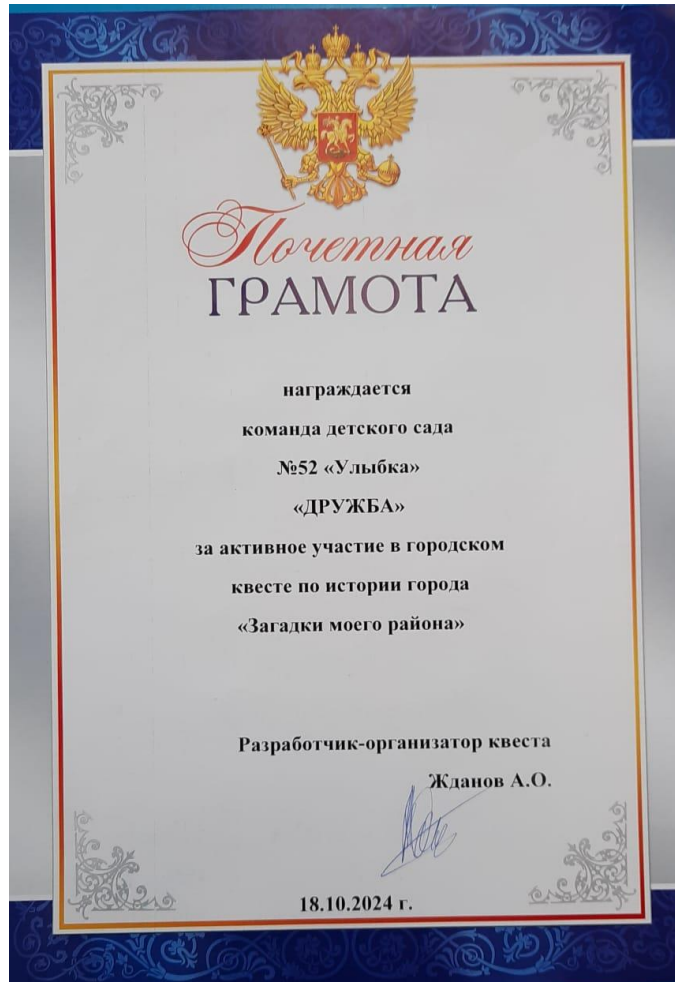 Почетная
ГРАМОТА
награждается
команда детского сада
№52 «Улыбка»
«ДРУЖБА»
за активное участие в городском
квесте по истории города
«Загадки моего района»
Разработчик-организатор квеста
Жданов А.О.
18.10.2024 г.